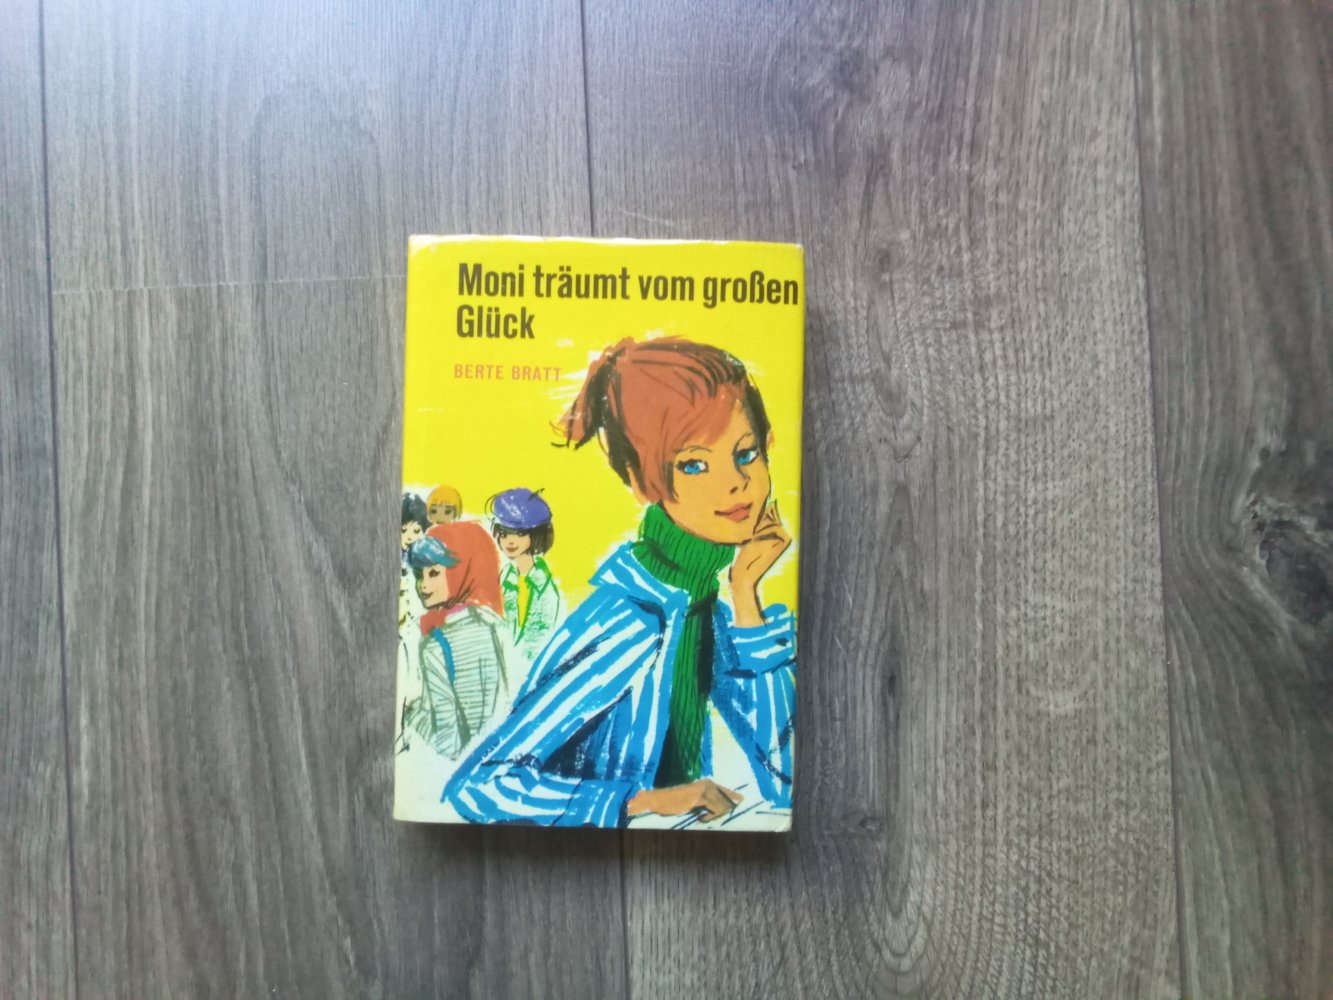 Moni träumt vom großen
Glück
BERTE BRATT